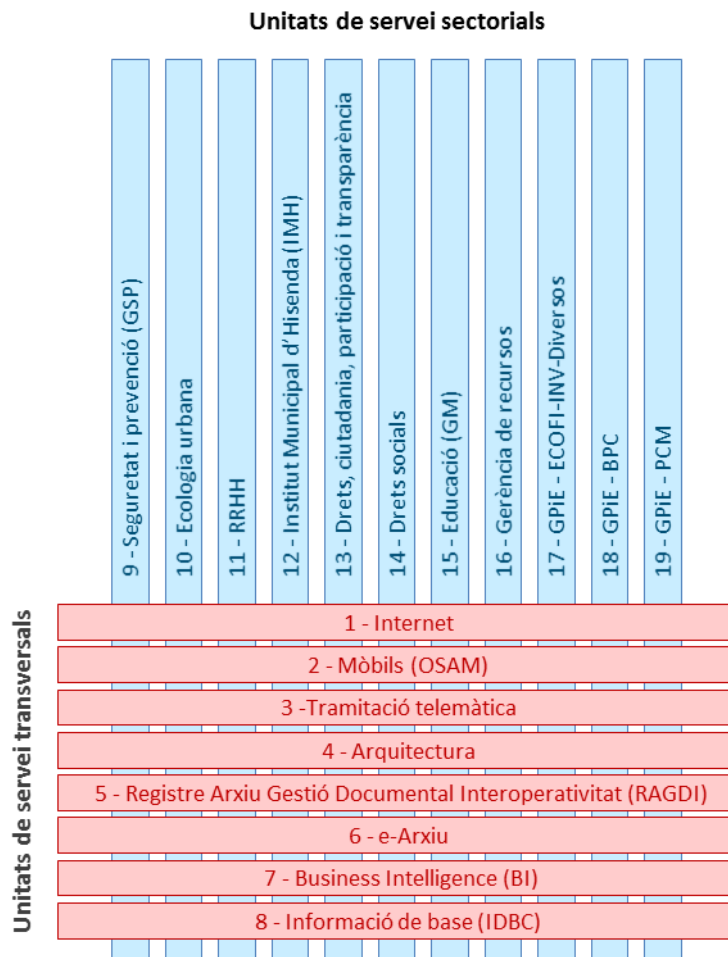 Unitats de servei sectorials
9 - Seguretat i prevenció (GSP)
10 - Ecologia urbana
11 - RRHH
12 - Institut Municipal d'Hisenda (IMH)
13 - Drets, ciutadania, participació i transparència
14 - Drets socials
15 - Educació (GM)
16 - Gerència de recursos
17 - GPiE - ECOFI-INV-Diversos
18 - GPiE - BPC
19 - GPiE - PCM
Unitats de servei transversals
1 - Internet
2 - Mòbils (OSAM)
3 -Tramitació telemàtica
4 - Arquitectura
5 - Registre Arxiu Gestió Documental Interoperativitat (RAGDI)
6 - e-Arxiu
7 - Business Intelligence (BI)
8 - Informació de base (IDBC)